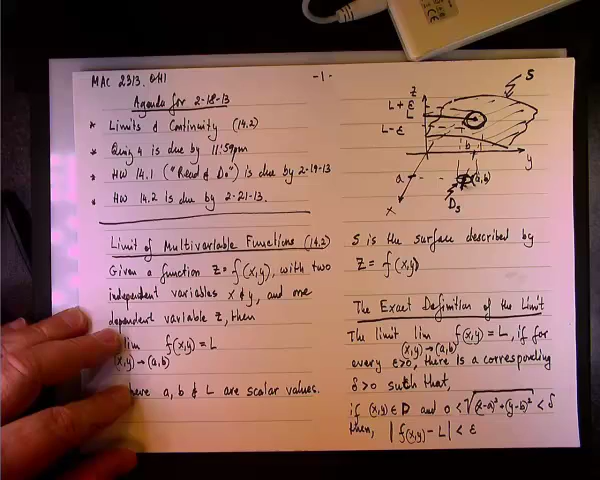 MAC 2313. OH1
-1-
Agenda for 2-18-13
* Limits & Continuity (14.2)
* Quiz 4 is due by 11:59pm
* HW 14.1 ("Read & Do") is due by 2-19-13
* HW 14.2 is due by 2-21-13.
Limit of Multivariable Functions (14.2)
Given a function z = f(x,y), with two
independent variables x & y, and one
dependent variable z, then
lim f(x,y) = L
(x,y) → (a,b)
here a, b & L are scalar values.
S
z
L + ε
L
L - ε
b
y
a
(a,b)
x
Dδ
S is the surface described by
z = f(x,y)
The Exact Definition of the Limit
The limit lim f(x,y) = L, if for
(x,y) → (a,b)
every ε>0, there is a corresponding
δ>0 such that,
if (x,y) ∈ D and 0 < √(x-a)²+(y-b)² < δ
then, | f(x,y) - L | < ε